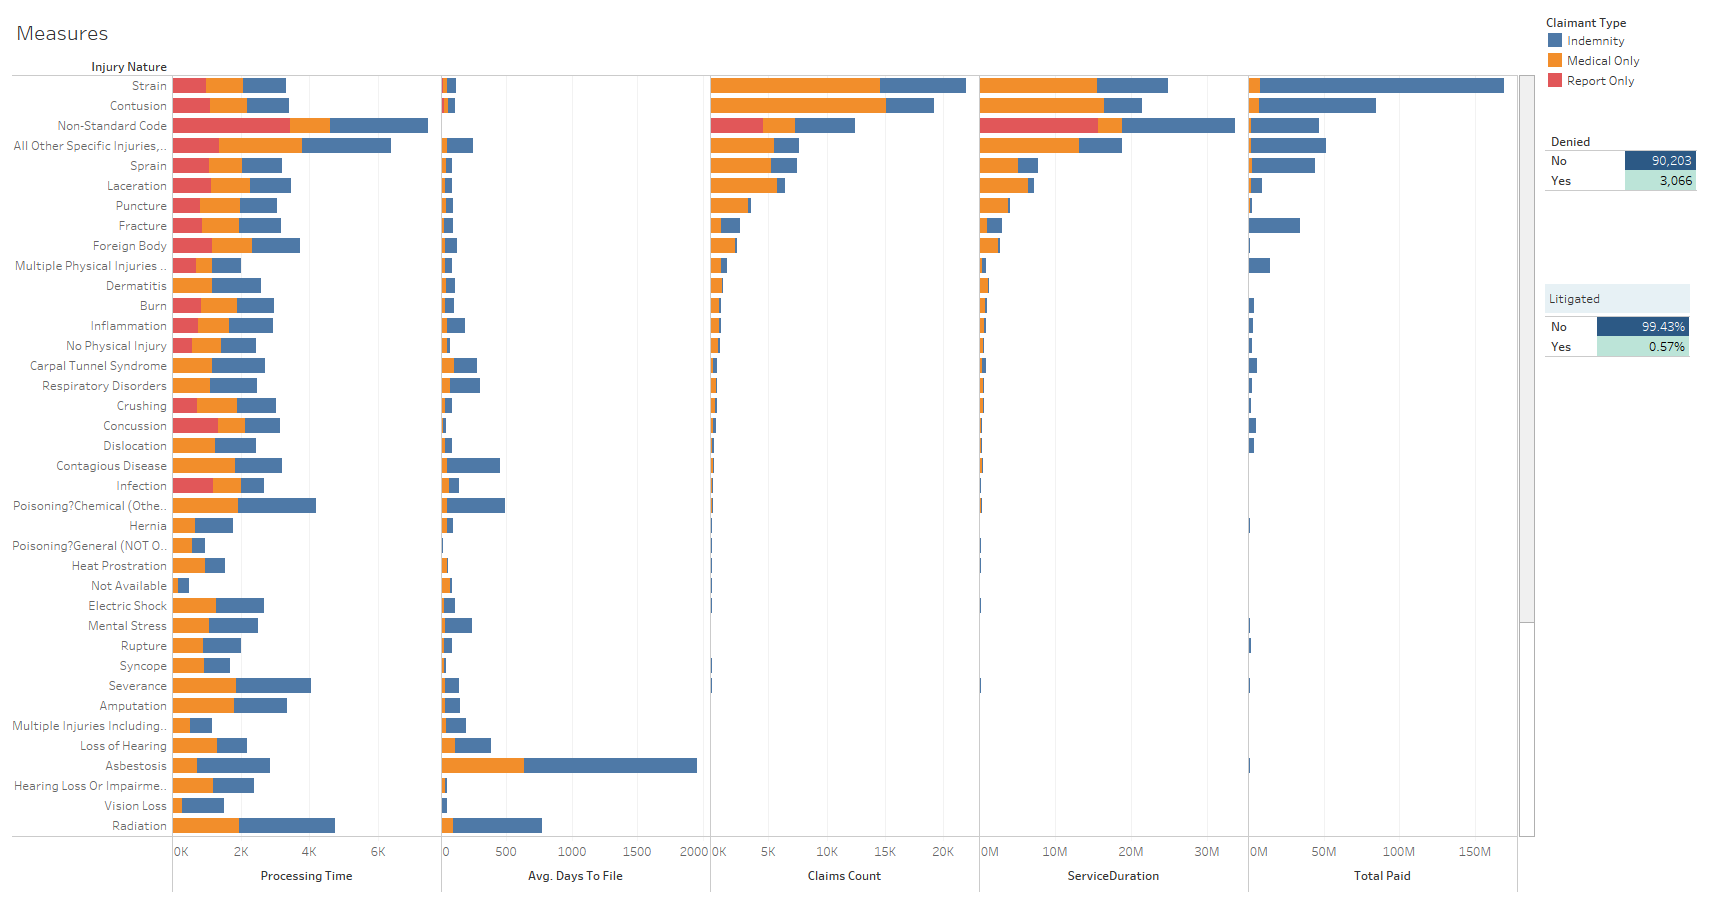 Measures
Injury Nature
Strain
Contusion
Non-Standard Code
All Other Specific Injuries,..
Sprain
Laceration
Puncture
Fracture
Foreign Body
Multiple Physical Injuries ..
Dermatitis
Burn
Inflammation
No Physical Injury
Carpal Tunnel Syndrome
Respiratory Disorders
Crushing
Concussion
Dislocation
Contagious Disease
Infection
Poisoning?Chemical (Othe..
Hernia
Poisoning?General (NOT O..
Heat Prostration
Not Available
Electric Shock
Mental Stress
Rupture
Syncope
Severance
Amputation
Multiple Injuries Including..
Loss of Hearing
Asbestosis
Hearing Loss Or Impairme..
Vision Loss
Radiation
0K 2K 4K 6K
Processing Time
0 500 1000 1500 2000
Avg. Days To File
0K 5K 10K 15K 20K
Claims Count
0M 10M 20M 30M
ServiceDuration
0M 50M 100M 150M
Total Paid
Claimant Type
Indemnity
Medical Only
Report Only
Denied
No 90,203
Yes 3,066
Litigated
No 99.43%
Yes 0.57%